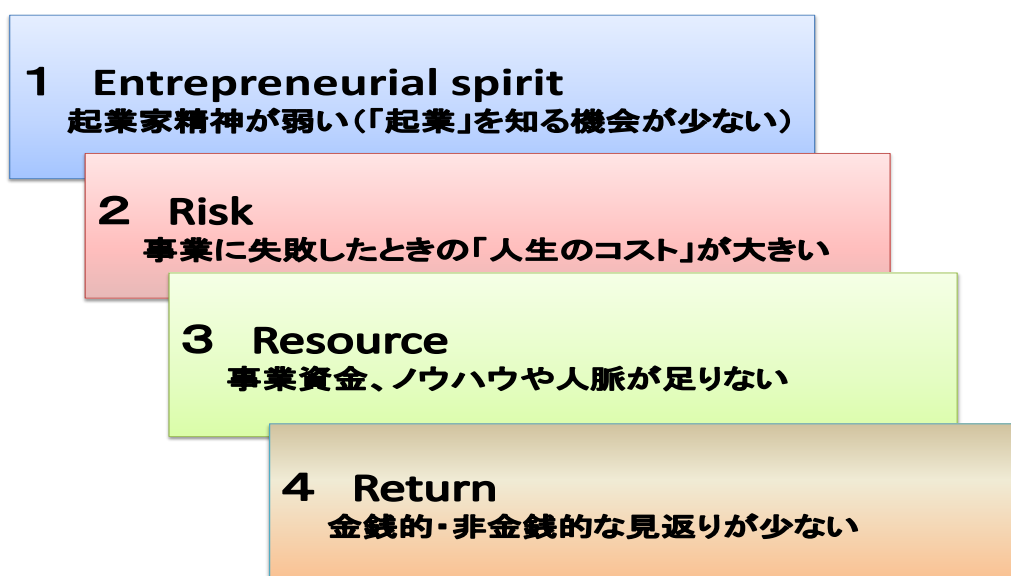 １　Entrepreneurial spirit
起業家精神が弱い（「起業」を知る機会が少ない）
２　Risk
事業に失敗したときの「人生のコスト」が大きい
３　Resource
事業資金、ノウハウや人脈が足りない
４　Return
金銭的・非金銭的な見返りが少ない